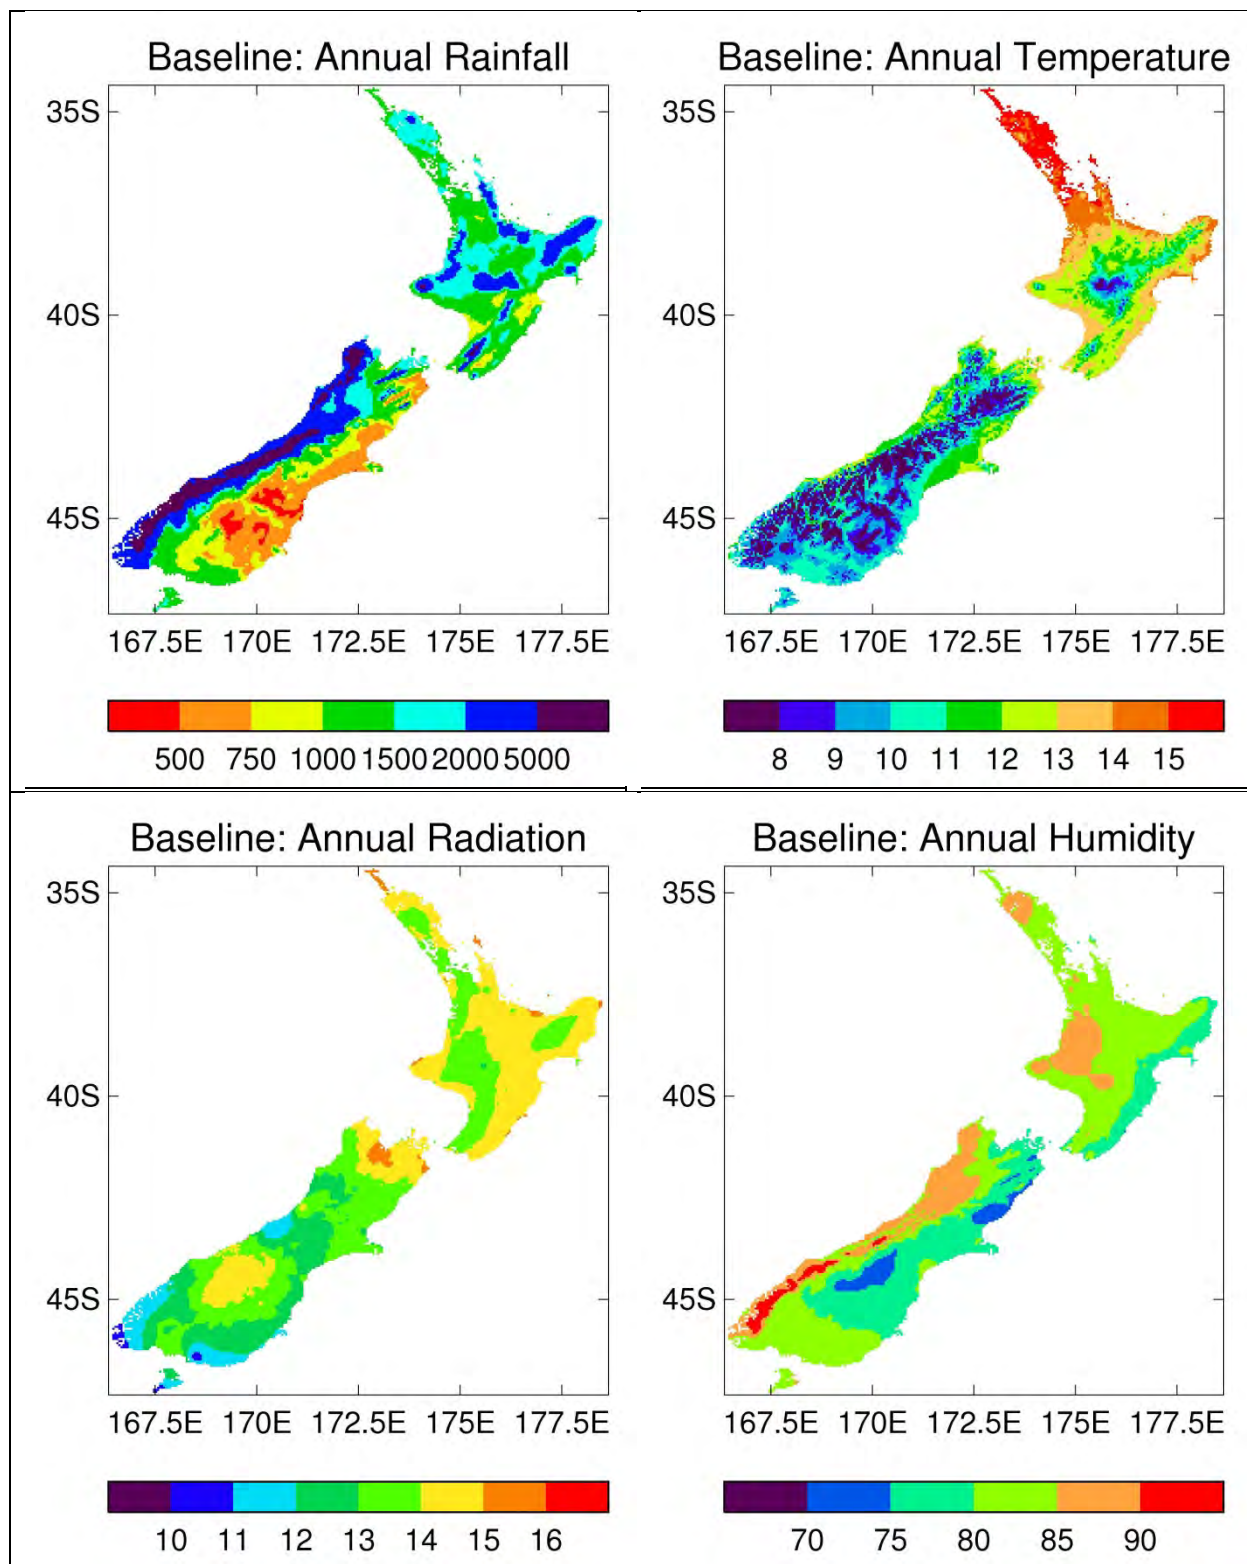 Baseline: Annual Rainfall
35S
40S
45S
167.5E 170E 172.5E 175E 177.5E
500 750 1000 1500 2000 5000
Baseline: Annual Temperature
35S
40S
45S
167.5E 170E 172.5E 175E 177.5E
8 9 10 11 12 13 14 15
Baseline: Annual Radiation
35S
40S
45S
167.5E 170E 172.5E 175E 177.5E
10 11 12 13 14 15 16
Baseline: Annual Humidity
35S
40S
45S
167.5E 170E 172.5E 175E 177.5E
70 75 80 85 90